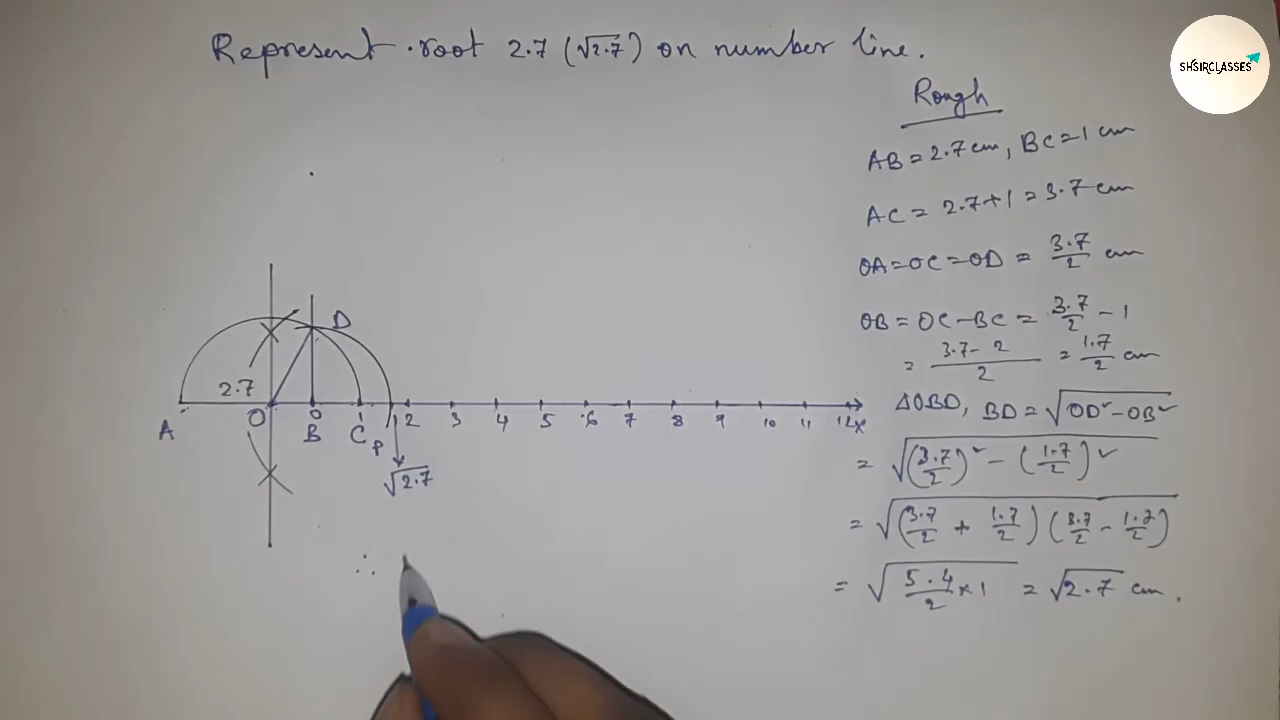 Represent root 2.7 (√2.7) on number line.
SHSIRCLASSES
Rough
AB = 2.7 cm, BC = 1 cm
AC = 2.7+1 = 3.7 cm
OA = OC = OD = 3.7/2 cm
OB = OC - BC = 3.7/2 - 1
= 3.7 - 2/2 = 1.7/2 cm
△OBD, BD = √OD² - OB²
= √(3.7/2)² - (1.7/2)²
= √(3.7/2 + 1.7/2) (3.7/2 - 1.7/2)
= √5.4/2 × 1 = √2.7 cm.
D
2.7
A O 0 1 2 3 4 5 6 7 8 9 10 11 12 x
B C P
√2.7
∴